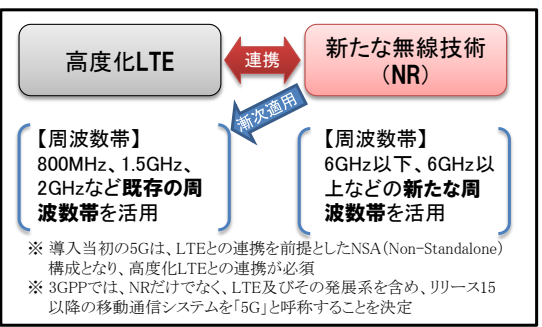 高度化LTE
連携
新たな無線技術
（NR）
漸次適用
【周波数帯】
800MHz、1.5GHz、
2GHzなど既存の周
波数帯を活用
【周波数帯】
6GHz以下、6GHz以
上などの新たな周
波数帯を活用
※ 導入当初の5Gは、LTEとの連携を前提としたNSA（Non-Standalone）
構成となり、高度化LTEとの連携が必須
※ 3GPPでは、NRだけでなく、LTE及びその発展系を含め、リリース15
以降の移動通信システムを「5G」と呼称することを決定